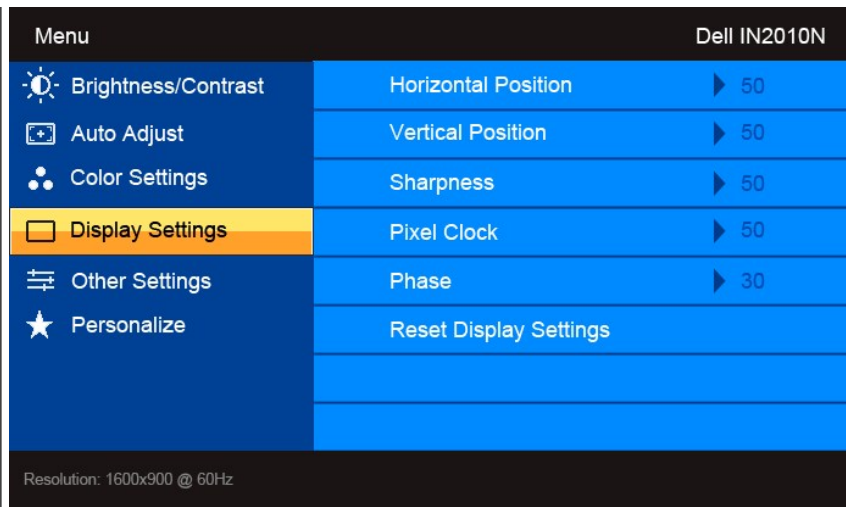 Menu Dell IN2010N
Brightness/Contrast Horizontal Position 50
Auto Adjust Vertical Position 50
Color Settings Sharpness 50
Display Settings Pixel Clock 50
Other Settings Phase 30
Personalize Reset Display Settings
Resolution: 1600x900 @ 60Hz